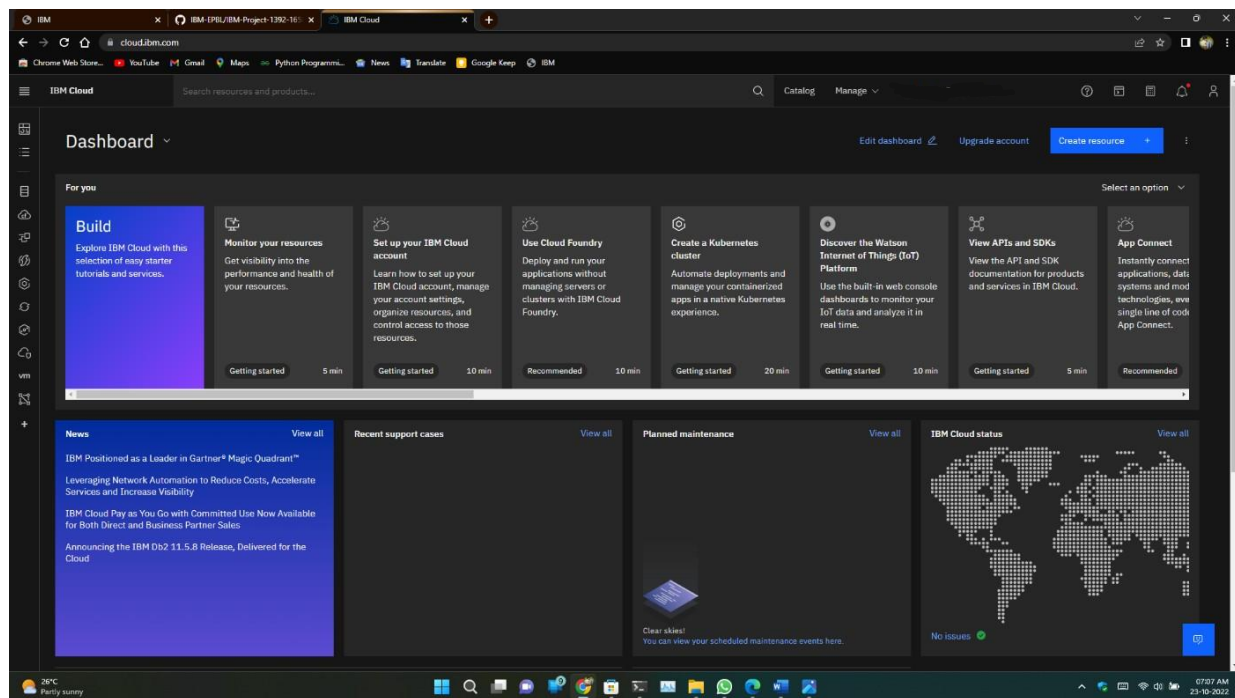 IBM
IBM-EPBL/IBM-Project-1392-165
IBM Cloud
cloud.ibm.com
Chrome Web Store...
YouTube
Gmail
Maps
Python Programmi...
News
Translate
Google Keep
IBM
IBM Cloud
Search resources and products...
Catalog
Manage
Dashboard
Edit dashboard
Upgrade account
Create resource +
For you
Select an option
Build
Explore IBM Cloud with this
selection of easy starter
tutorials and services.
Monitor your resources
Get visibility into the
performance and health of
your resources.
Getting started 5 min
Set up your IBM Cloud
account
Learn how to set up your
IBM Cloud account, manage
your account settings,
organize resources, and
control access to those
resources.
Getting started 10 min
Use Cloud Foundry
Deploy and run your
applications without
managing servers or
clusters with IBM Cloud
Foundry.
Recommended 10 min
Create a Kubernetes
cluster
Automate deployments and
manage your containerized
apps in a native Kubernetes
experience.
Getting started 20 min
Discover the Watson
Internet of Things (IoT)
Platform
Use the built-in web console
dashboards to monitor your
IoT data and analyze it in
real time.
Getting started 10 min
View APIs and SDKs
View the API and SDK
documentation for products
and services in IBM Cloud.
Getting started 5 min
App Connect
Instantly connect
applications, data
systems and mod
technologies, eve
single line of code
App Connect.
Recommended
vm
News View all
IBM Positioned as a Leader in Gartner® Magic Quadrant™
Leveraging Network Automation to Reduce Costs, Accelerate
Services and Increase Visibility
IBM Cloud Pay as You Go with Committed Use Now Available
for Both Direct and Business Partner Sales
Announcing the IBM Db2 11.5.8 Release, Delivered for the
Cloud
Recent support cases View all
Planned maintenance View all
Clear skies!
You can view your scheduled maintenance events here.
IBM Cloud status View all
No issues
26°C
Partly sunny
07:07 AM
23-10-2022